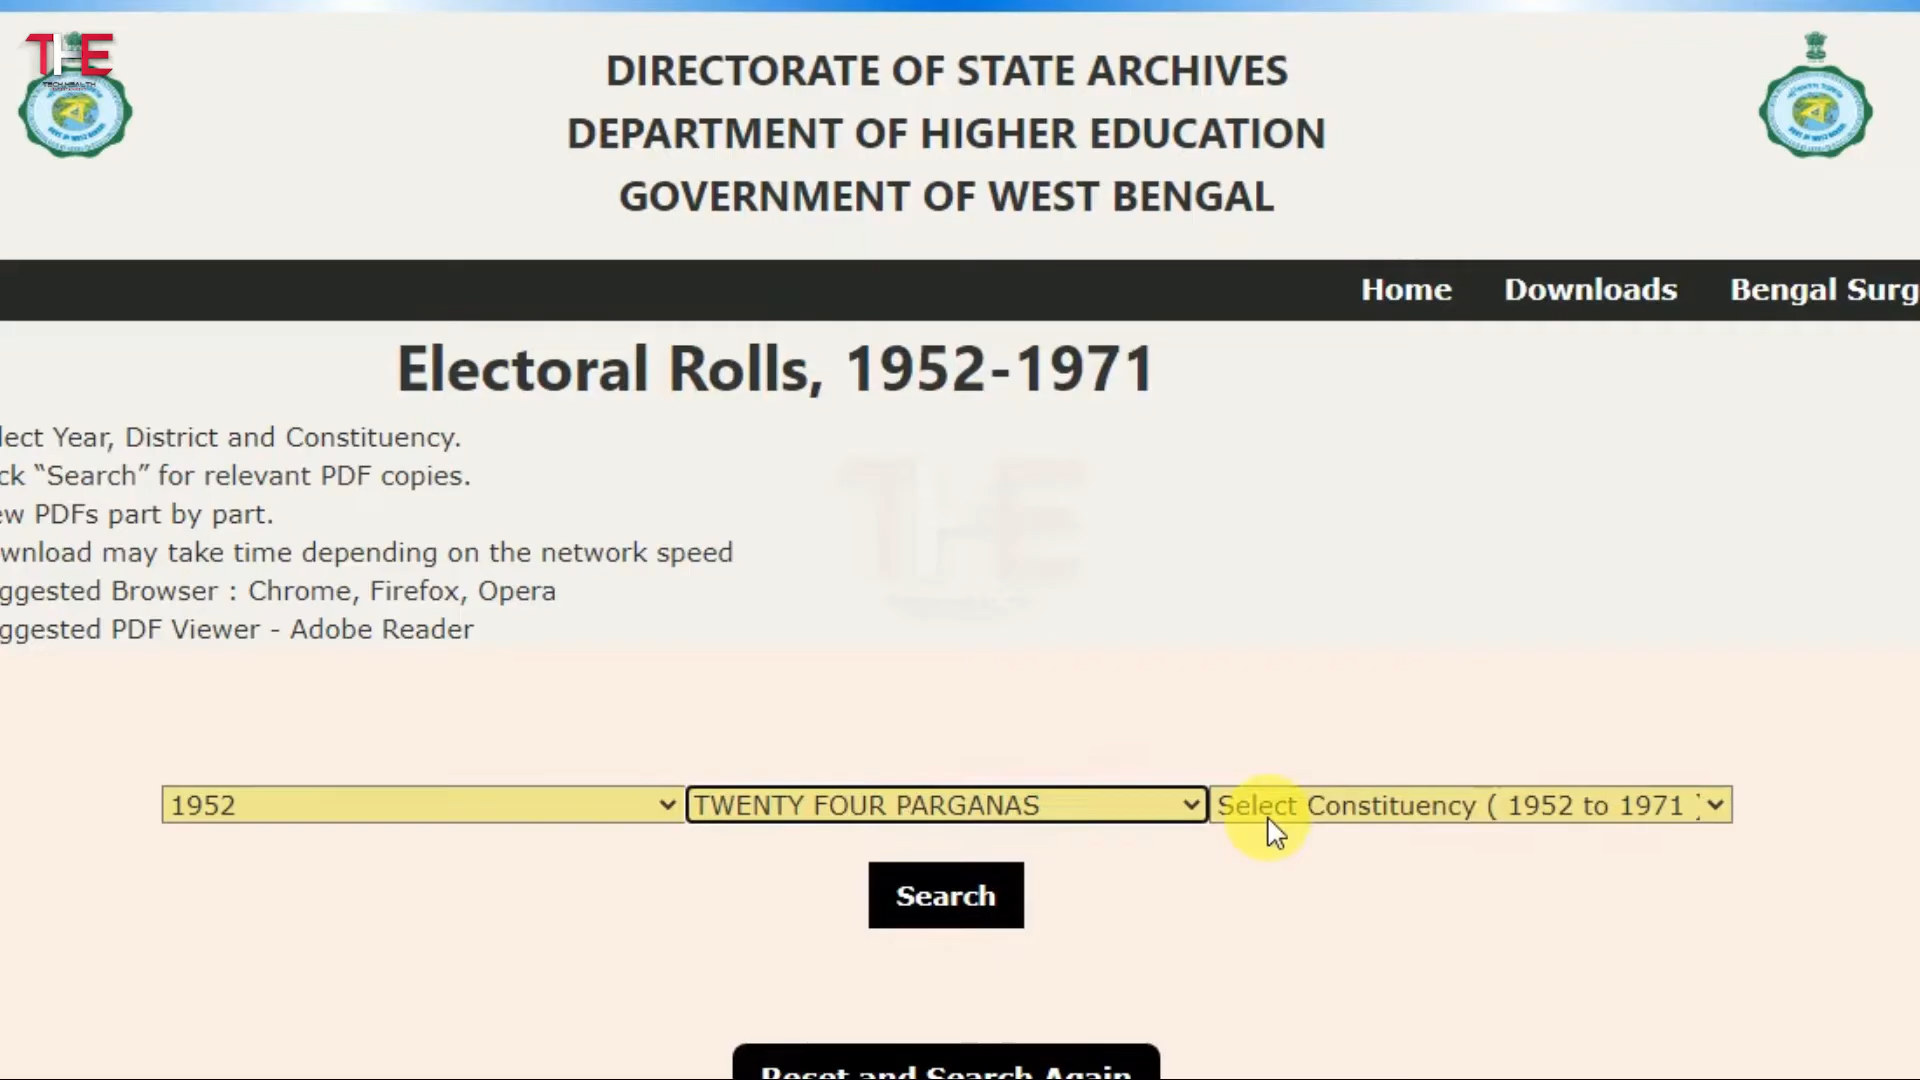 THE
DIRECTORATE OF STATE ARCHIVES
DEPARTMENT OF HIGHER EDUCATION
GOVERNMENT OF WEST BENGAL
Home Downloads Bengal Surg
Electoral Rolls, 1952-1971
lect Year, District and Constituency.
ck “Search” for relevant PDF copies.
ew PDFs part by part.
wnload may take time depending on the network speed
ggested Browser : Chrome, Firefox, Opera
ggested PDF Viewer - Adobe Reader
THE
1952 TWENTY FOUR PARGANAS Select Constituency ( 1952 to 1971 )
Search
Reset and Search Again